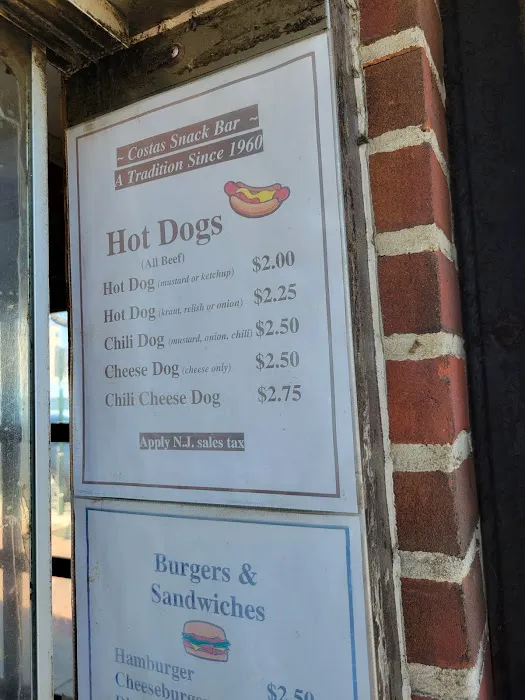 ~ Costas Snack Bar ~
A Tradition Since 1960
Hot Dogs
(All Beef)
Hot Dog (mustard or ketchup) $2.00
Hot Dog (kraut, relish or onion) $2.25
Chili Dog (mustard, onion, chili) $2.50
Cheese Dog (cheese only) $2.50
Chili Cheese Dog $2.75
Apply N.J. sales tax
Burgers &
Sandwiches
Hamburger
Cheeseburger $2.50